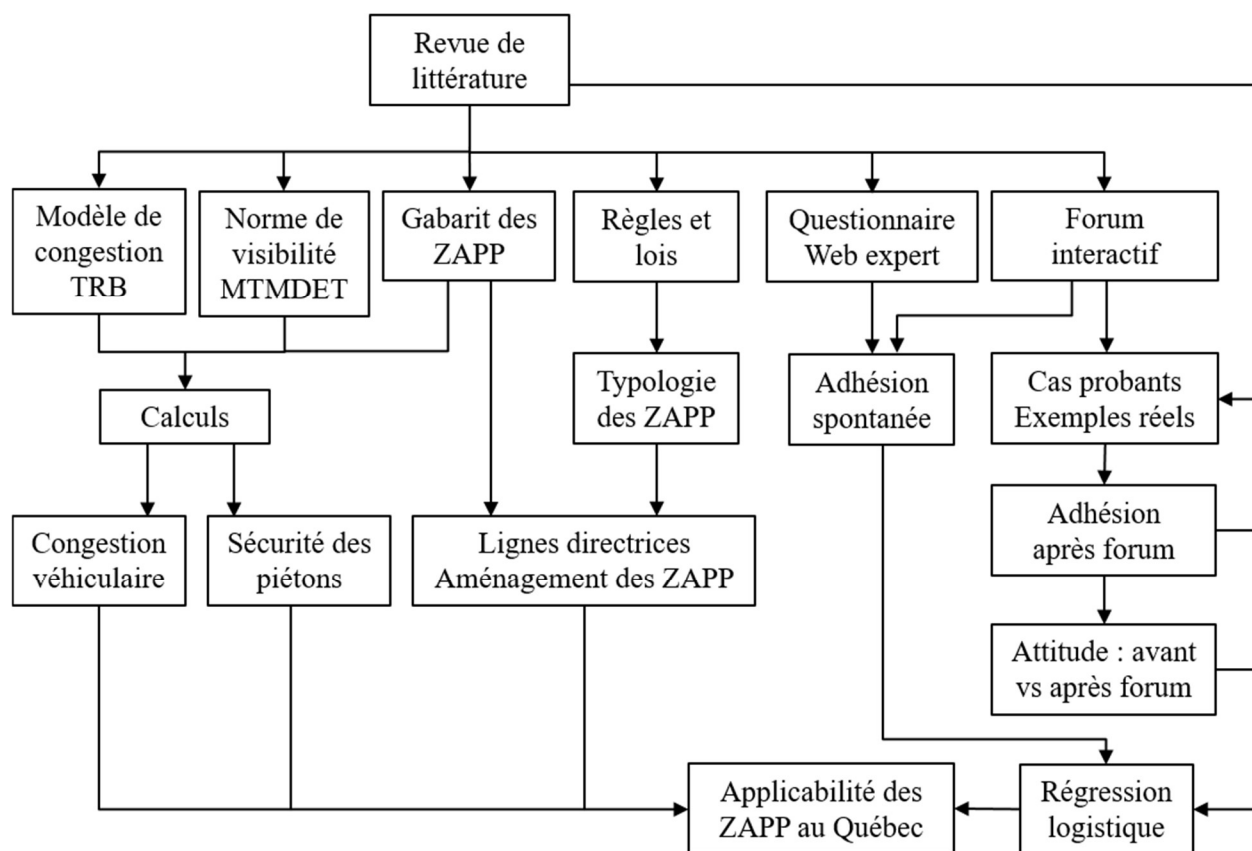 Revue de
littérature
Modèle de
congestion
TRB
Norme de
visibilité
MTMDET
Gabarit des
ZAPP
Règles et
lois
Questionnaire
Web expert
Forum
interactif
Calculs
Typologie
des ZAPP
Adhésion
spontanée
Cas probants
Exemples réels
Congestion
véhiculaire
Sécurité des
piétons
Lignes directrices
Aménagement des ZAPP
Adhésion
après forum
Attitude : avant
vs après forum
Applicabilité des
ZAPP au Québec
Régression
logistique